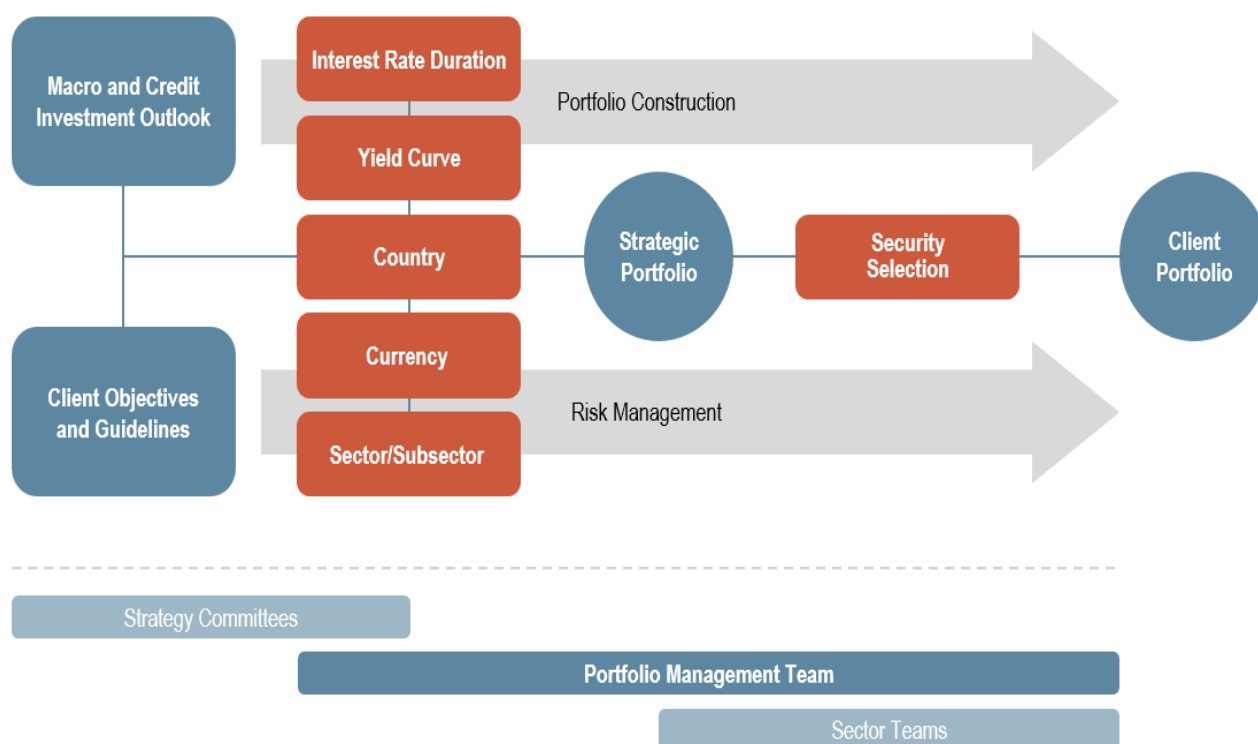 Macro and Credit
Investment Outlook
Interest Rate Duration
Portfolio Construction
Yield Curve
Country
Strategic
Portfolio
Security
Selection
Client
Portfolio
Client Objectives
and Guidelines
Currency
Risk Management
Sector/Subsector
Strategy Committees
Portfolio Management Team
Sector Teams